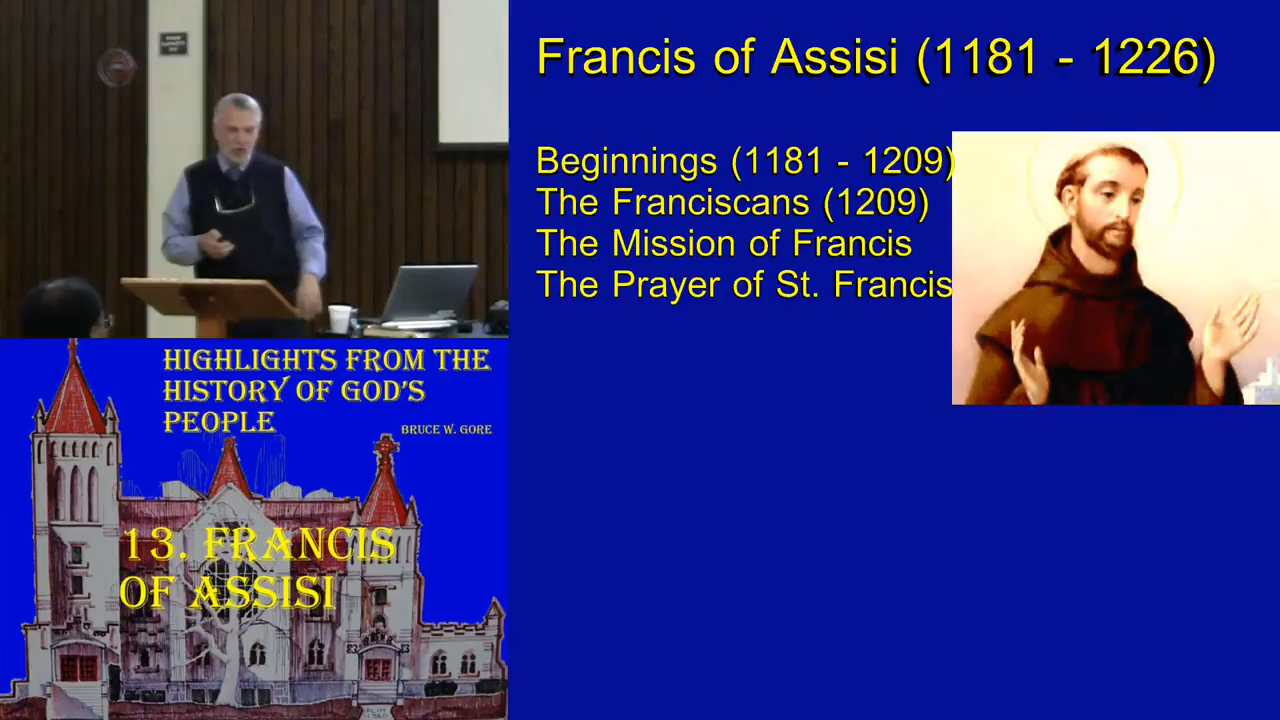 Francis of Assisi (1181 - 1226)
Beginnings (1181 - 1209)
The Franciscans (1209)
The Mission of Francis
The Prayer of St. Francis
HIGHLIGHTS FROM THE
HISTORY OF GOD'S
PEOPLE
BRUCE W. GORE
13. FRANCIS
OF ASSISI